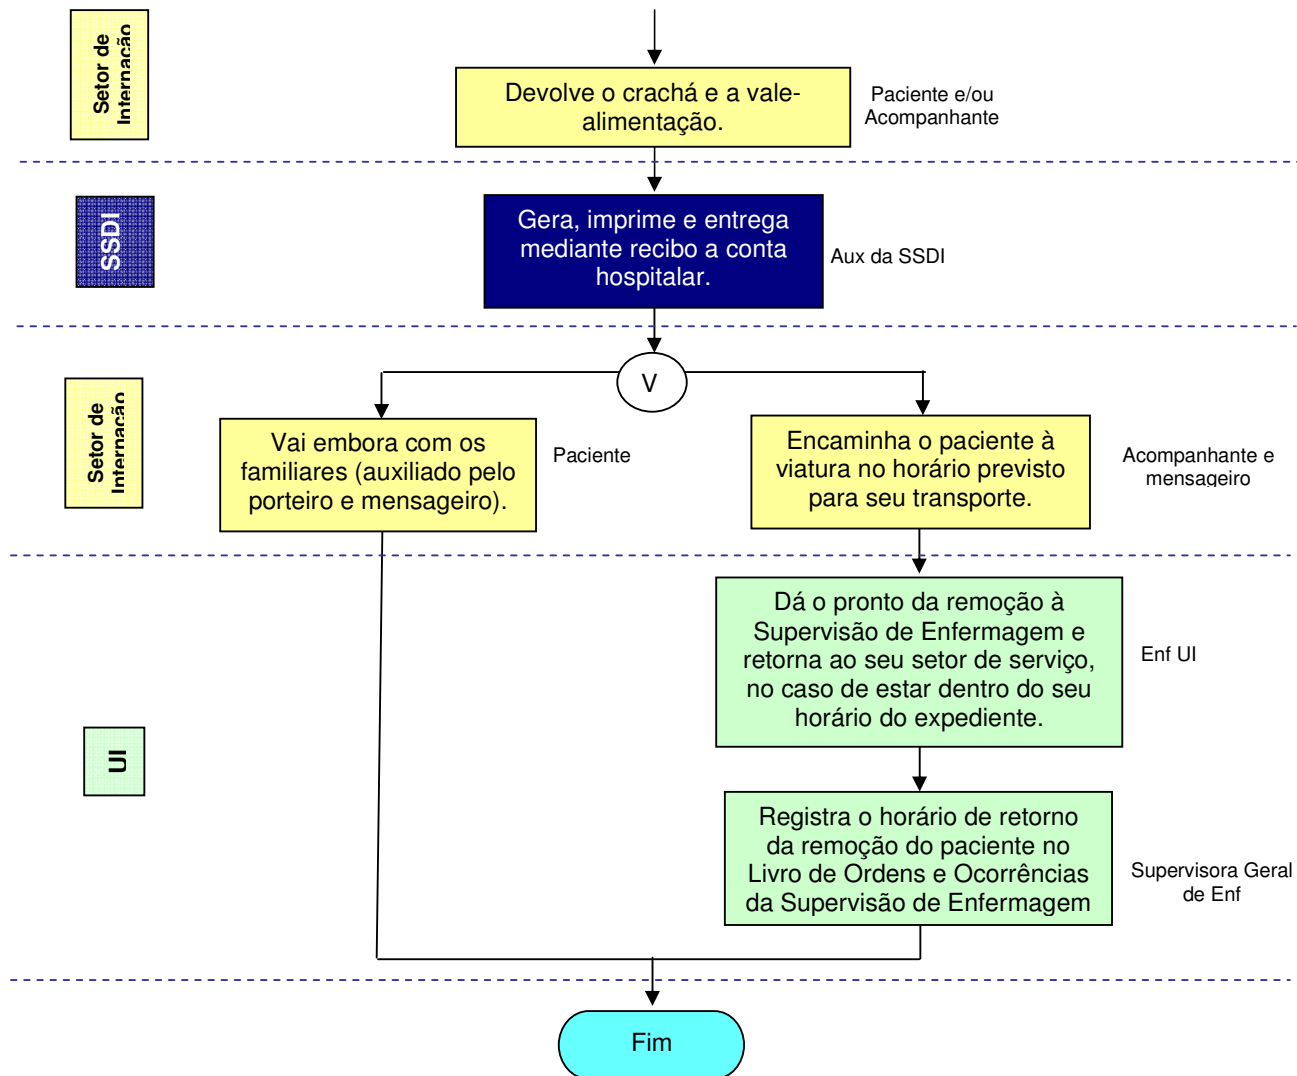 Setor de
Internação
Devolve o crachá e a vale-
alimentação.
Paciente e/ou
Acompanhante
SSDI
Gera, imprime e entrega
mediante recibo a conta
hospitalar.
Aux da SSDI
V
Setor de
Internação
Vai embora com os
familiares (auxiliado pelo
porteiro e mensageiro).
Paciente
Encaminha o paciente à
viatura no horário previsto
para seu transporte.
Acompanhante e
mensageiro
UI
Dá o pronto da remoção à
Supervisão de Enfermagem e
retorna ao seu setor de serviço,
no caso de estar dentro do seu
horário do expediente.
Enf UI
Registra o horário de retorno
da remoção do paciente no
Livro de Ordens e Ocorrências
da Supervisão de Enfermagem
Supervisora Geral
de Enf
Fim